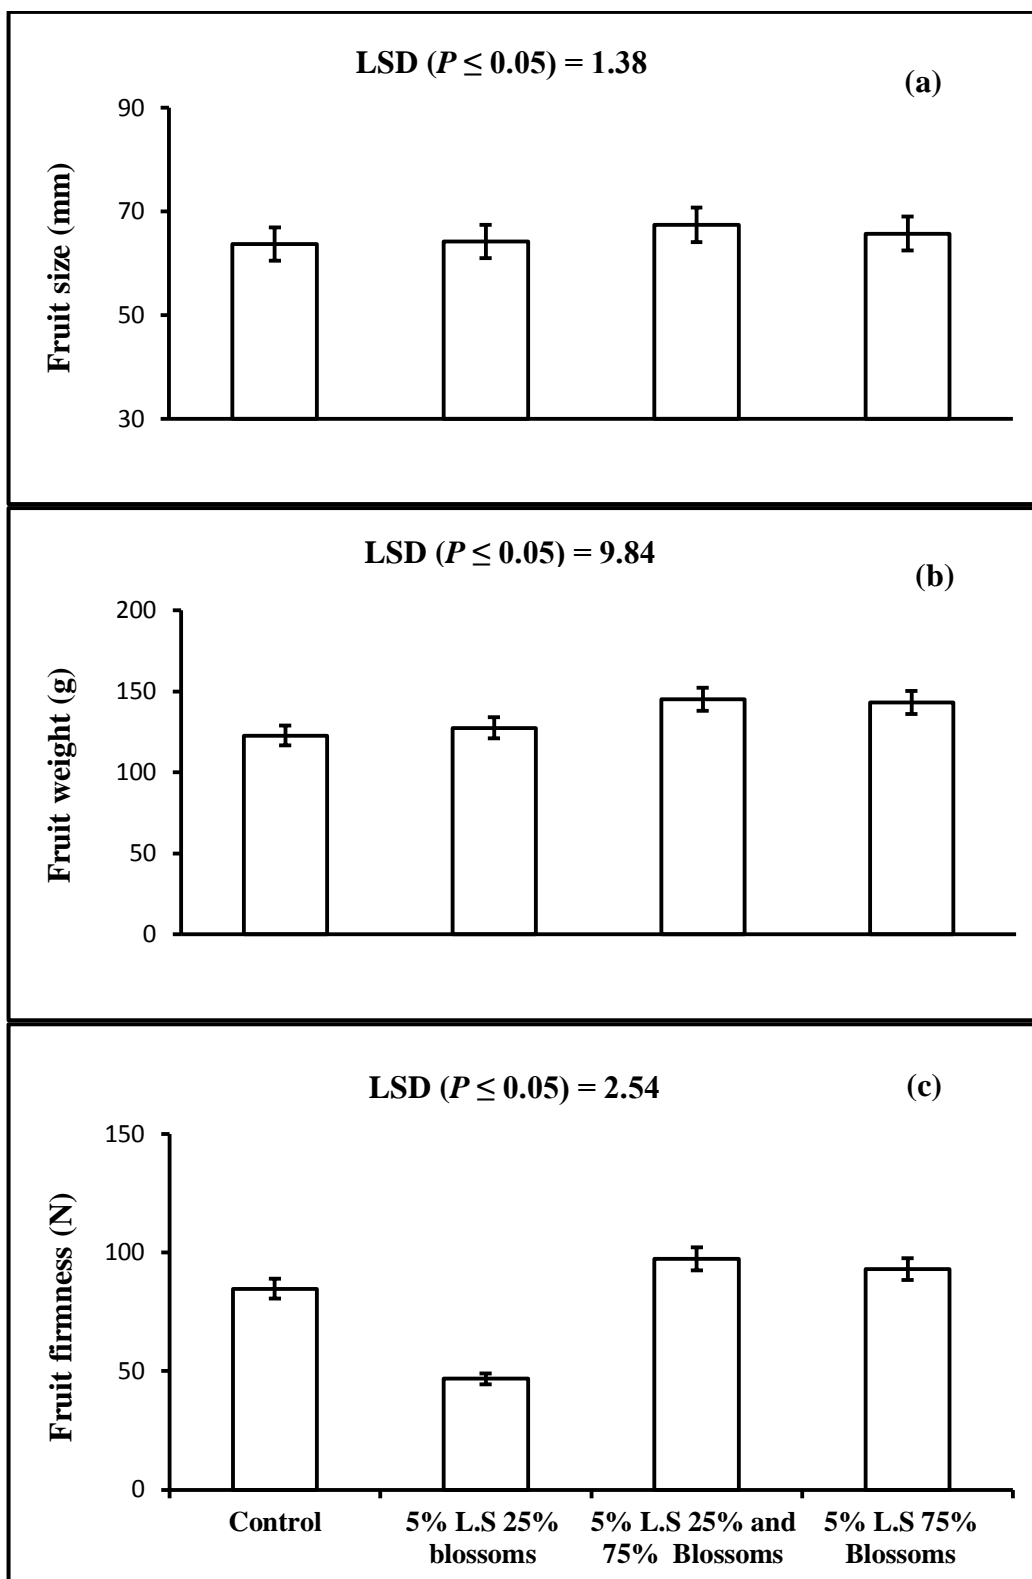 LSD (P ≤ 0.05) = 1.38
(a)
Fruit size (mm)
90
70
50
30
LSD (P ≤ 0.05) = 9.84
(b)
Fruit weight (g)
200
150
100
50
0
LSD (P ≤ 0.05) = 2.54
(c)
Fruit firmness (N)
150
100
50
0
Control
5% L.S 25%
blossoms
5% L.S 25% and
75% Blossoms
5% L.S 75%
Blossoms